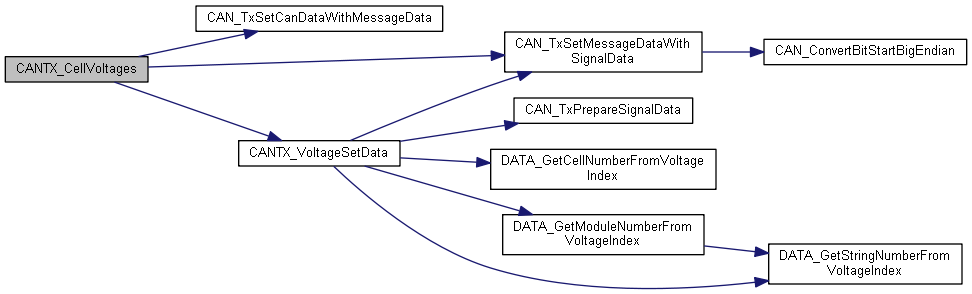 CAN_TxSetCanDataWithMessageData
CANTX_CellVoltages
CAN_TxSetMessageDataWith
SignalData
CAN_ConvertBitStartBigEndian
CAN_TxPrepareSignalData
CANTX_VoltageSetData
DATA_GetCellNumberFromVoltage
Index
DATA_GetModuleNumberFrom
VoltageIndex
DATA_GetStringNumberFrom
VoltageIndex